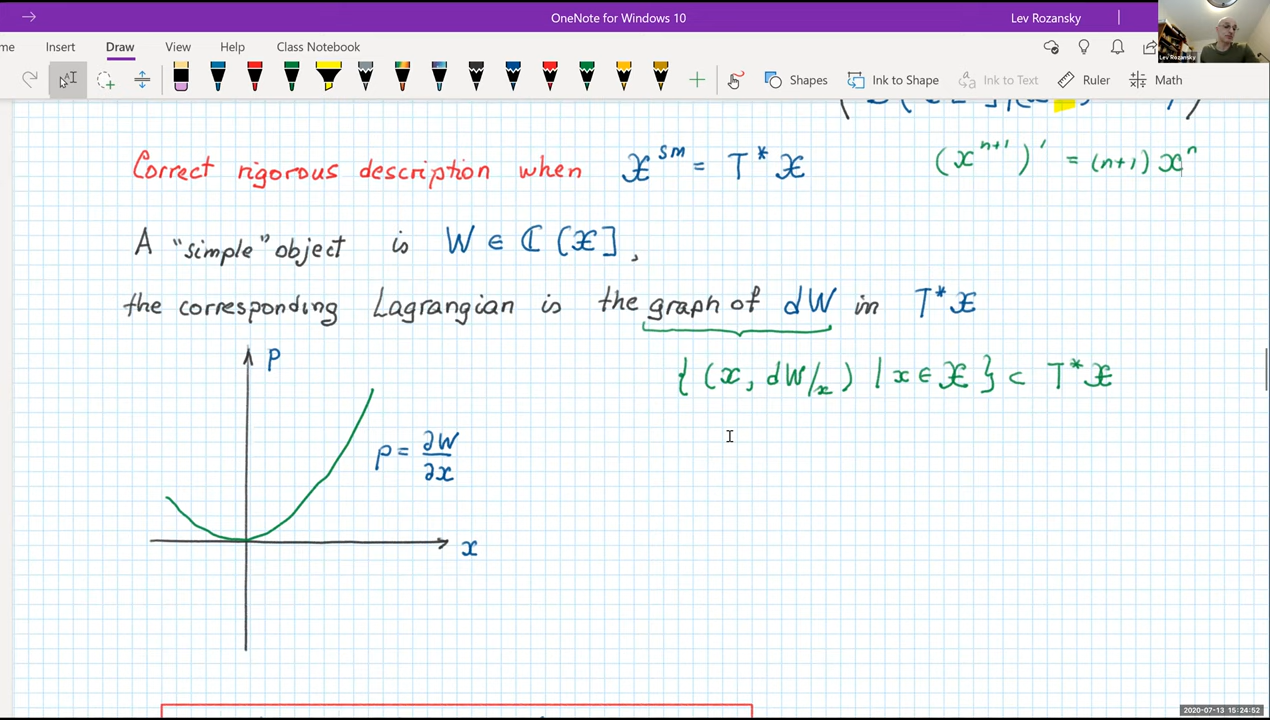 OneNote for Windows 10
Lev Rozansky
Insert Draw View Help Class Notebook
Shapes Ink to Shape Ink to Text Ruler Math
Lev Rozansky
Correct rigorous description when 𝒳^SM = T*𝒳
(x^{n+1})' = (n+1) x^n
A "simple" object is W ∈ ℂ[𝒳],
the corresponding Lagrangian is the graph of dW in T*𝒳
{ (x, dW/x) | x ∈ 𝒳 } ⊂ T*𝒳
P
p = ∂W/∂x
x
2020-07-13 15:24:52